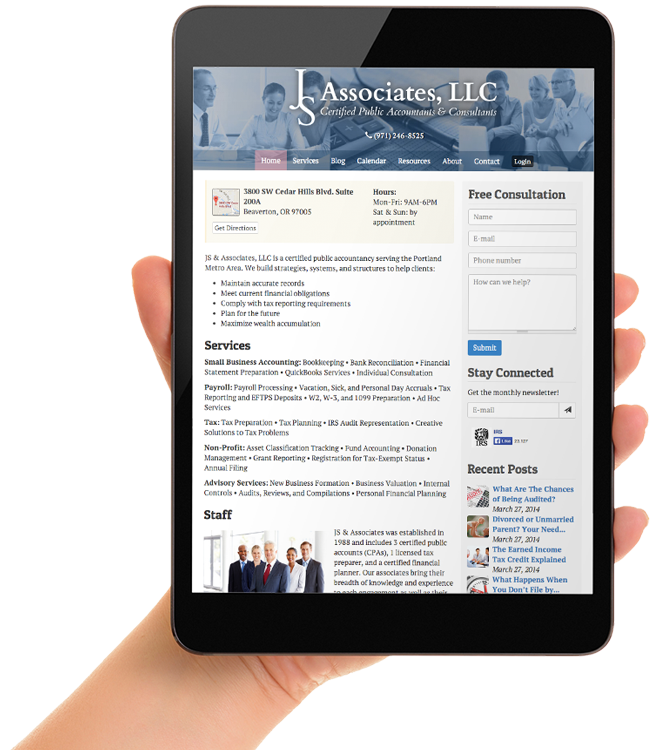 JS Associates, LLC
Certified Public Accountants & Consultants
(971) 246-8525
Home Services Blog Calendar Resources About Contact Login
3800 SW Cedar Hills Blvd. Suite
200A
Beaverton, OR 97005
Get Directions
Hours:
Mon-Fri: 9AM-6PM
Sat & Sun: by
appointment
JS & Associates, LLC is a certified public accountancy serving the Portland
Metro Area. We build strategies, systems, and structures to help clients:
• Maintain accurate records
• Meet current financial obligations
• Comply with tax reporting requirements
• Plan for the future
• Maximize wealth accumulation
Services
Small Business Accounting: Bookkeeping • Bank Reconciliation • Financial
Statement Preparation • QuickBooks Services • Individual Consultation
Payroll: Payroll Processing • Vacation, Sick, and Personal Day Accruals • Tax
Reporting and EFTPS Deposits • W2, W-3, and 1099 Preparation • Ad Hoc
Services
Tax: Tax Preparation • Tax Planning • IRS Audit Representation • Creative
Solutions to Tax Problems
Non-Profit: Asset Classification Tracking • Fund Accounting • Donation
Management • Grant Reporting • Registration for Tax-Exempt Status •
Annual Filing
Advisory Services: New Business Formation • Business Valuation • Internal
Controls • Audits, Reviews, and Compilations • Personal Financial Planning
Staff
JS & Associates was established in
1988 and includes 3 certified public
accounts (CPAs), 1 licensed tax
preparer, and a certified financial
planner. Our associates bring their
breadth of knowledge and experience
to each engagement as well as their
Free Consultation
Name
E-mail
Phone number
How can we help?
Submit
Stay Connected
Get the monthly newsletter!
E-mail
IRS
IRS
Recent Posts
What Are The Chances
of Being Audited?
March 27, 2014
Divorced or Unmarried
Parent? Your Need...
March 27, 2014
The Earned Income
Tax Credit Explained
March 27, 2014
What Happens When
You Don't File by...